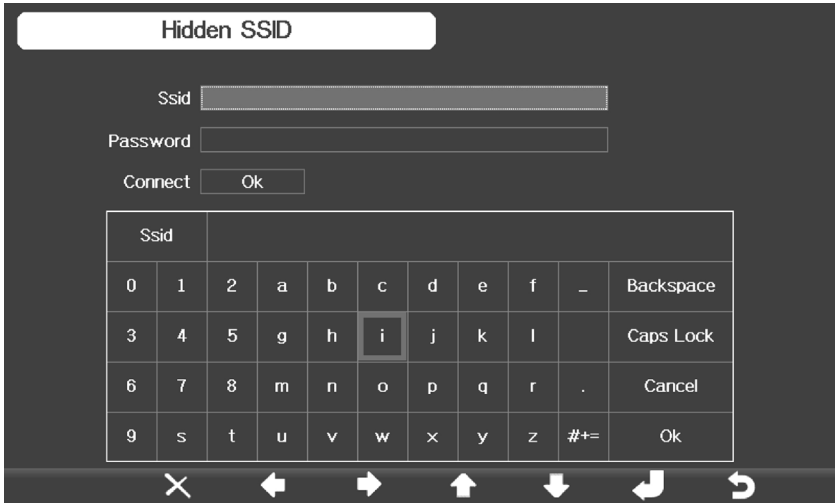 Hidden SSID
Ssid
Password
Connect Ok
Ssid
0 1 2 a b c d e f _ Backspace
3 4 5 g h i j k l Caps Lock
6 7 8 m n o p q r . Cancel
9 s t u v w x y z #+= Ok